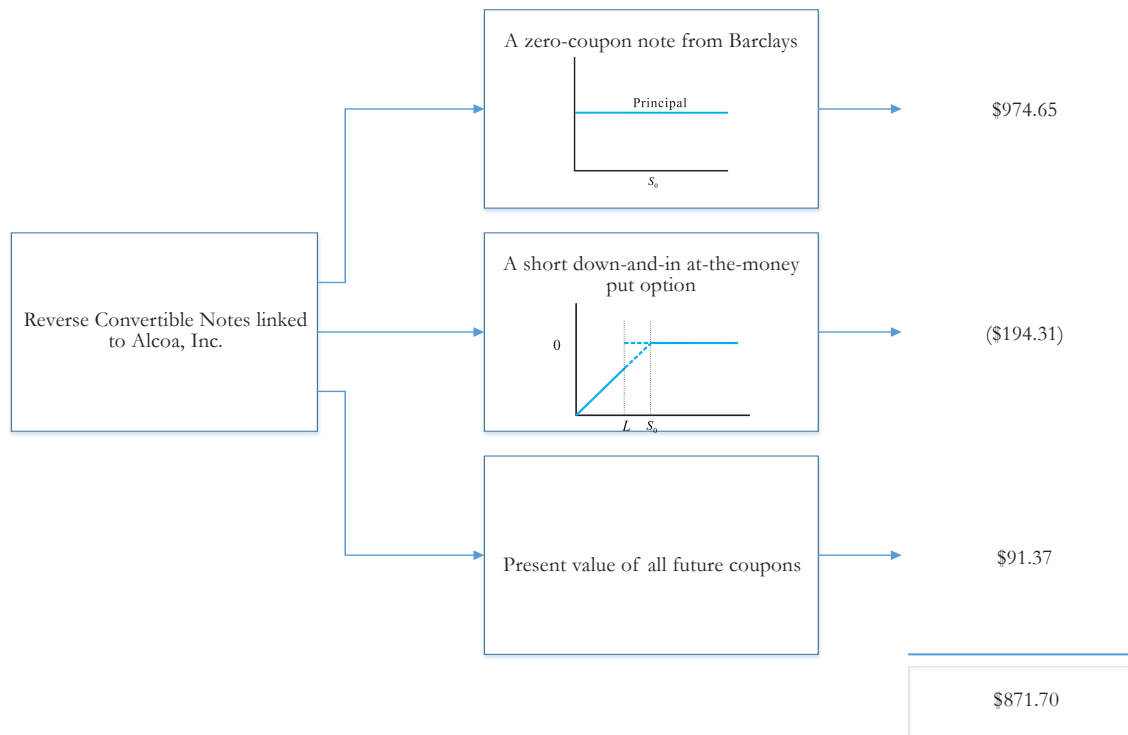 A zero-coupon note from Barclays
Principal
S₀
$974.65
Reverse Convertible Notes linked
to Alcoa, Inc.
A short down-and-in at-the-money
put option
0
L S₀
($194.31)
Present value of all future coupons
$91.37
$871.70